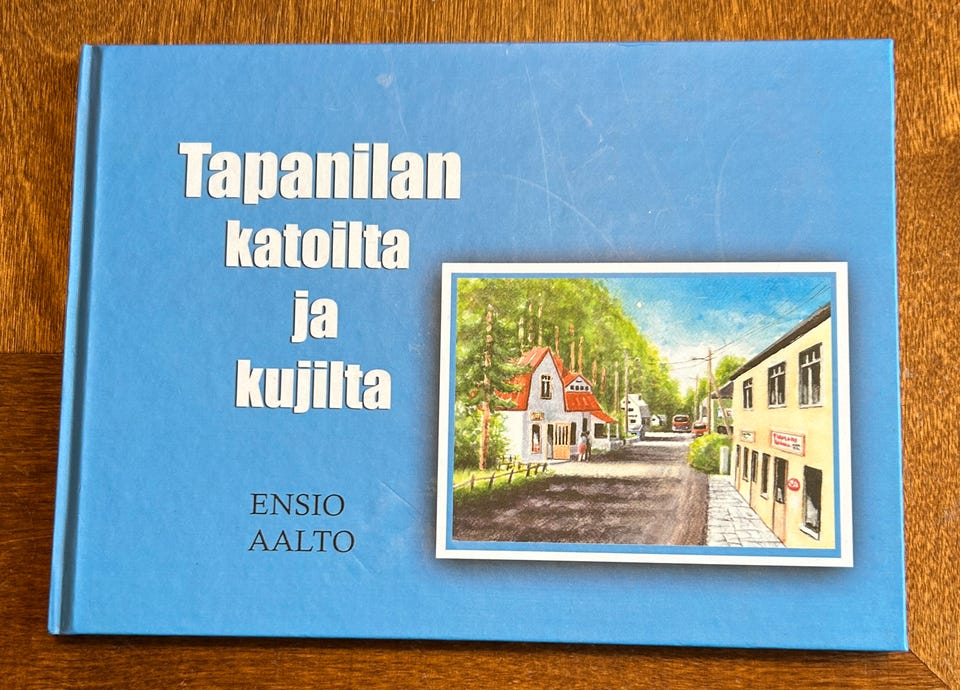 Tapanilan
katoilta
ja
kujilta
ENSIO
AALTO